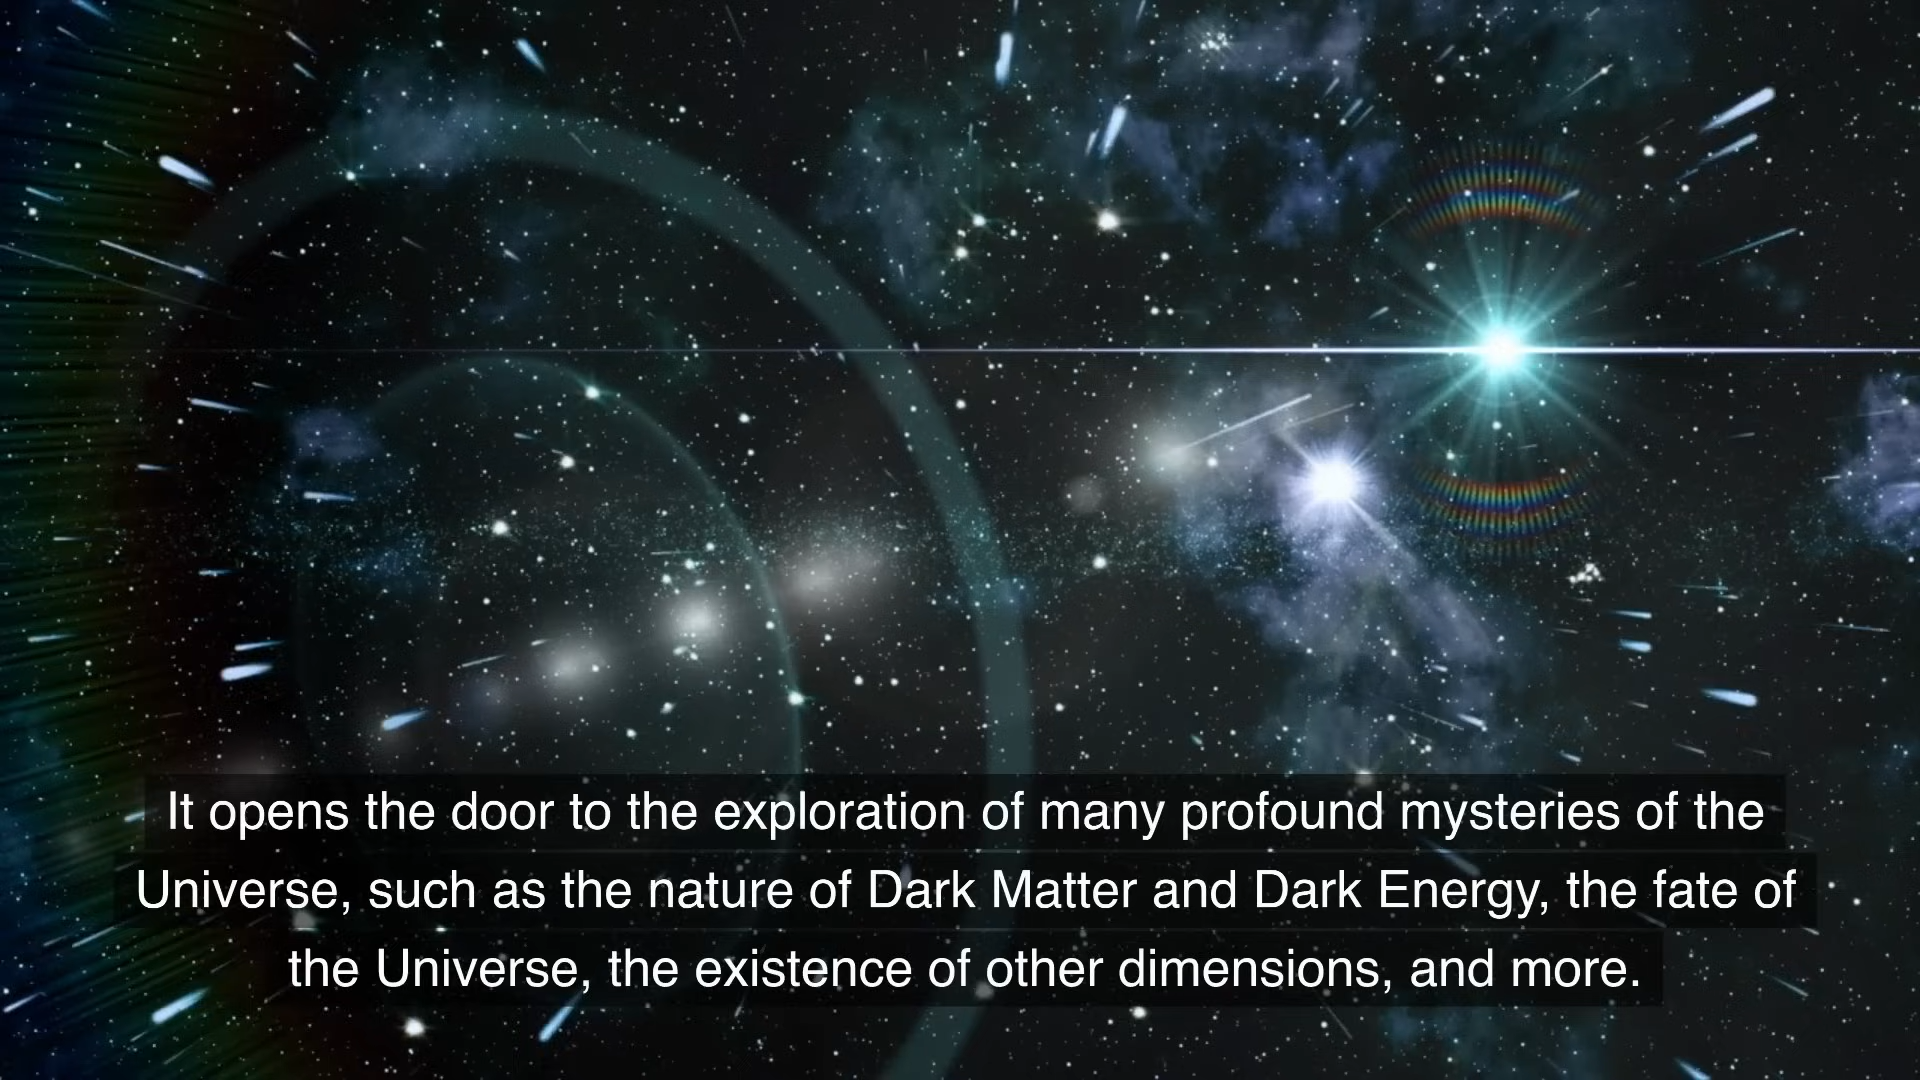 It opens the door to the exploration of many profound mysteries of the
Universe, such as the nature of Dark Matter and Dark Energy, the fate of
the Universe, the existence of other dimensions, and more.